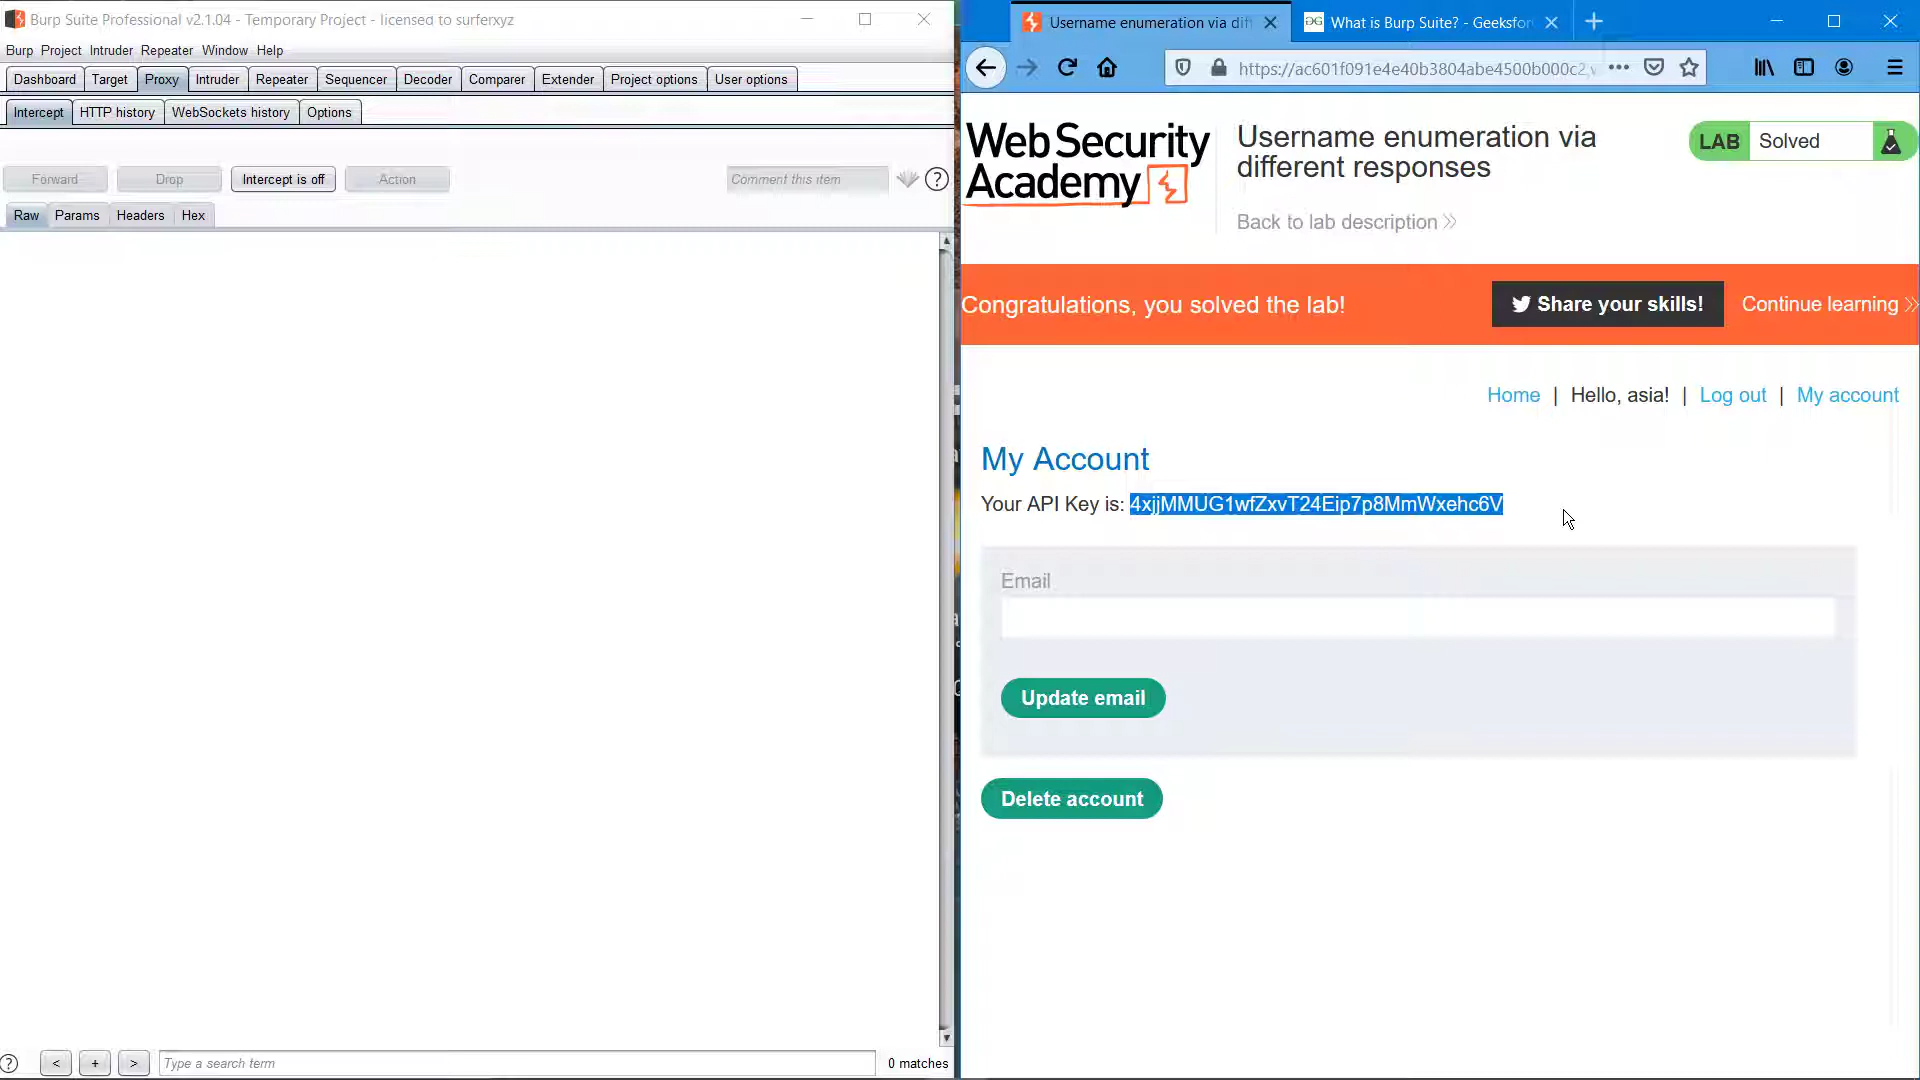 Burp Suite Professional v2.1.04 - Temporary Project - licensed to surferxyz
Burp Project Intruder Repeater Window Help
Dashboard Target Proxy Intruder Repeater Sequencer Decoder Comparer Extender Project options User options
Intercept HTTP history WebSockets history Options
Forward Drop Intercept is off Action Comment this item ?
Raw Params Headers Hex
? < + > Type a search term 0 matches
Username enumeration via dif What is Burp Suite? - Geeksfor
https://ac601f091e4e40b3804abe4500b000c2.
Web Security
Academy
Username enumeration via
different responses
Back to lab description
LAB Solved
Congratulations, you solved the lab! Share your skills! Continue learning
Home | Hello, asia! | Log out | My account
My Account
Your API Key is: 4xjjMMUG1wfZxvT24Eip7p8MmWxehc6V
Email
Update email
Delete account